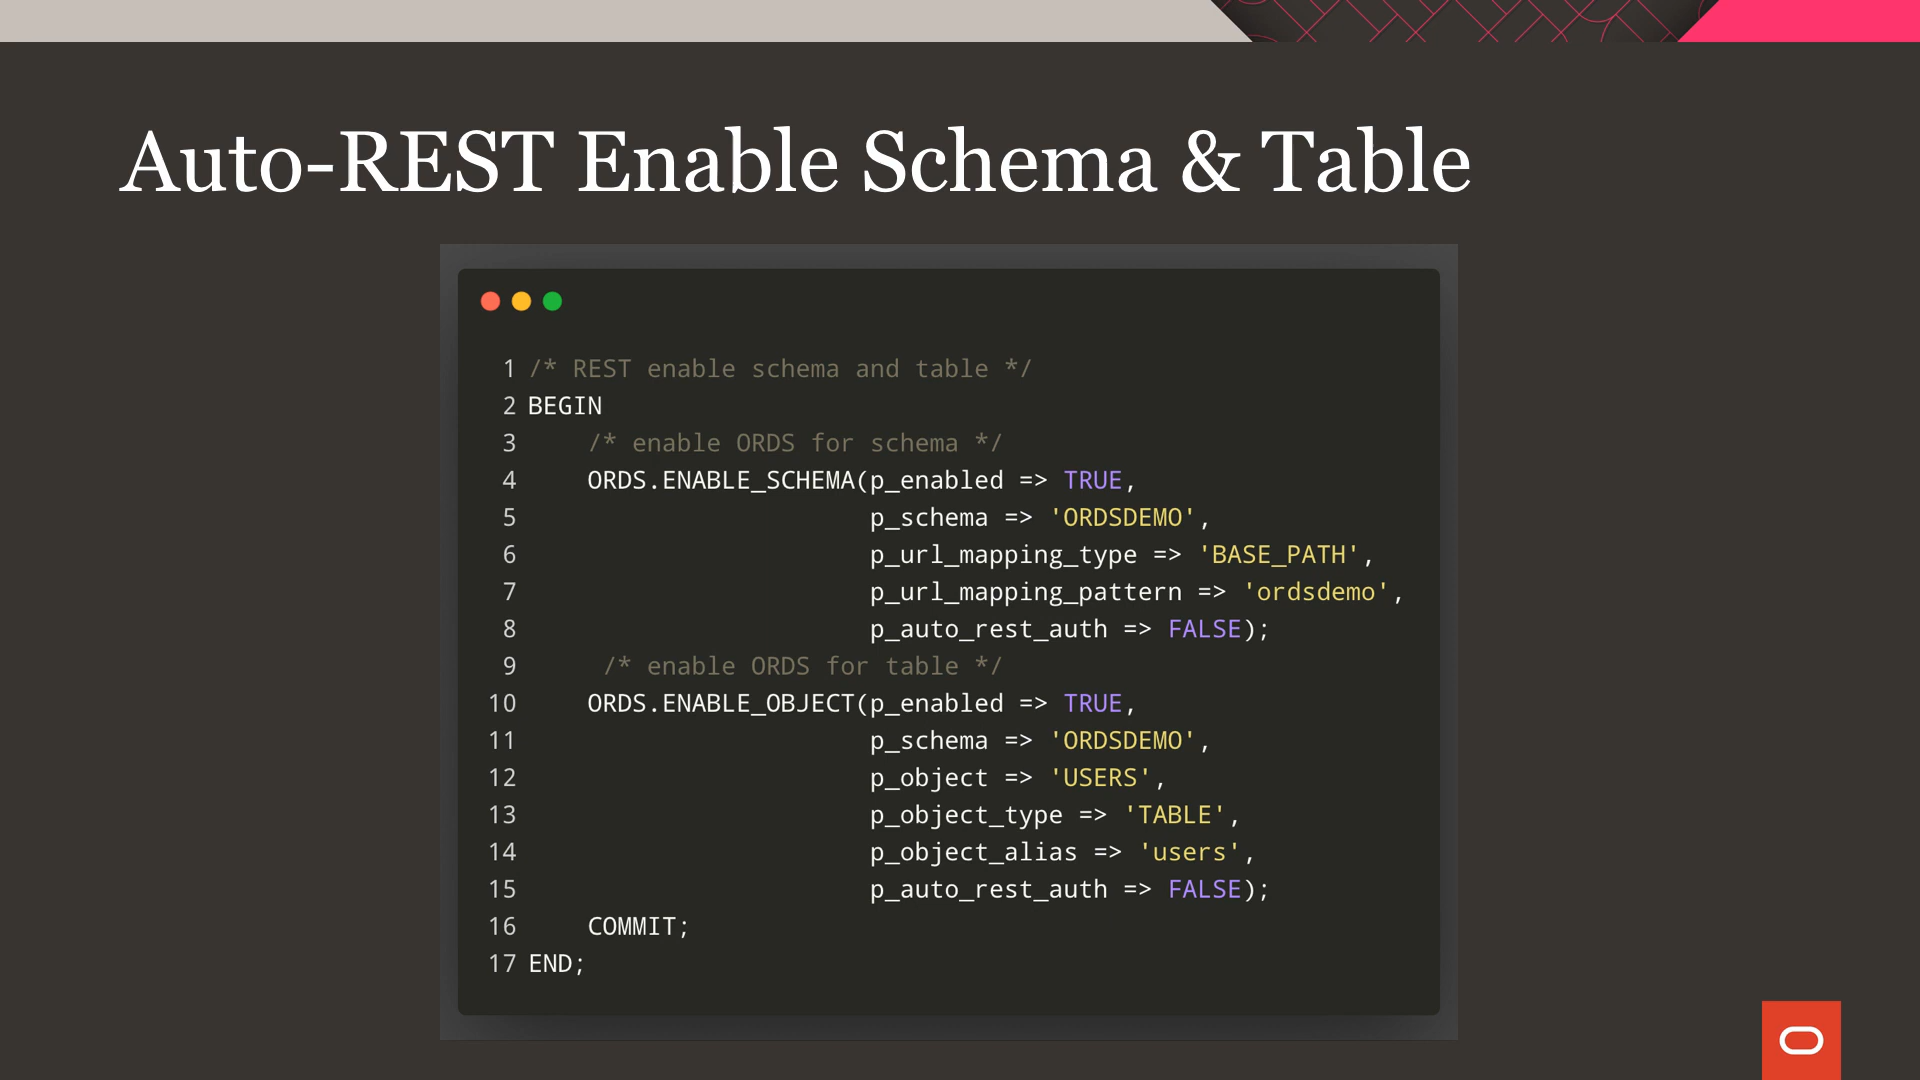 Auto-REST Enable Schema & Table
1 /* REST enable schema and table */
2 BEGIN
3     /* enable ORDS for schema */
4     ORDS.ENABLE_SCHEMA(p_enabled => TRUE,
5                        p_schema => 'ORDSDEMO',
6                        p_url_mapping_type => 'BASE_PATH',
7                        p_url_mapping_pattern => 'ordsdemo',
8                        p_auto_rest_auth => FALSE);
9      /* enable ORDS for table */
10     ORDS.ENABLE_OBJECT(p_enabled => TRUE,
11                        p_schema => 'ORDSDEMO',
12                        p_object => 'USERS',
13                        p_object_type => 'TABLE',
14                        p_object_alias => 'users',
15                        p_auto_rest_auth => FALSE);
16     COMMIT;
17 END;